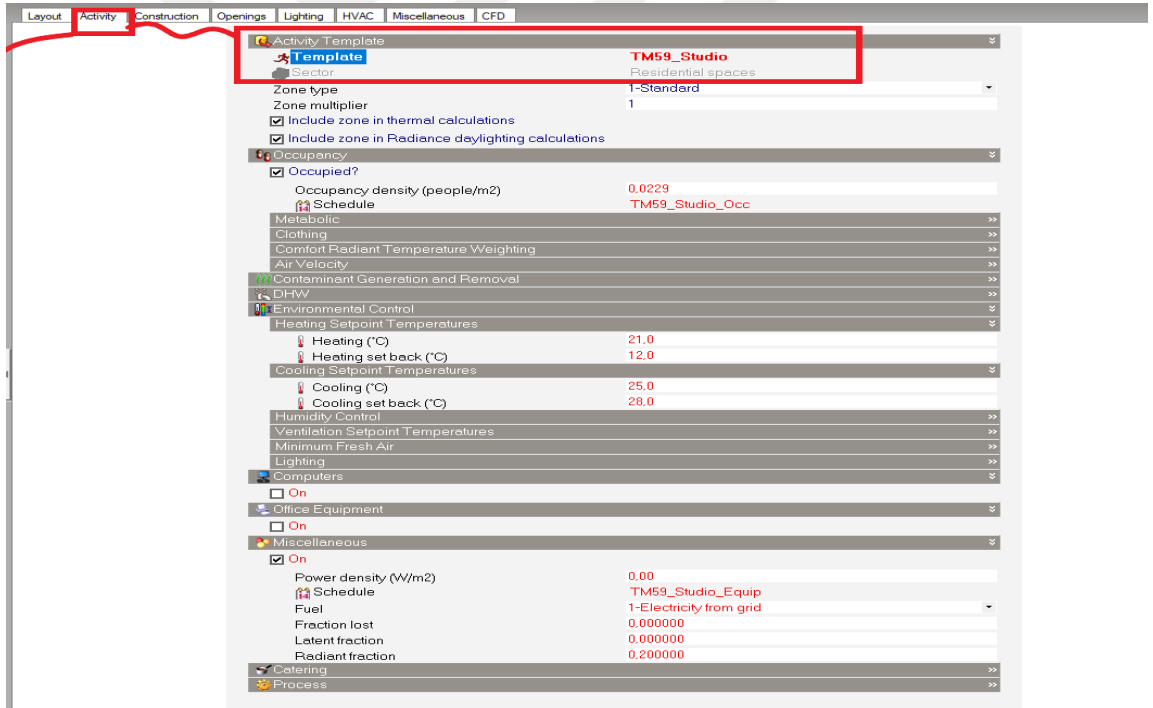 Layout Activity Construction Openings Lighting HVAC Miscellaneous CFD
Activity Template
Template TM59_Studio
Sector Residential spaces
Zone type 1-Standard
Zone multiplier 1
Include zone in thermal calculations
Include zone in Radiance daylighting calculations
Occupancy
Occupied?
Occupancy density (people/m2) 0,0229
Schedule TM59_Studio_Occ
Metabolic
Clothing
Comfort Radiant Temperature Weighting
Air Velocity
Contaminant Generation and Removal
DHW
Environmental Control
Heating Setpoint Temperatures
Heating (°C) 21,0
Heating set back (°C) 12,0
Cooling Setpoint Temperatures
Cooling (°C) 25,0
Cooling set back (°C) 28,0
Humidity Control
Ventilation Setpoint Temperatures
Minimum Fresh Air
Lighting
Computers
On
Office Equipment
On
Miscellaneous
On
Power density (W/m2) 0,00
Schedule TM59_Studio_Equip
Fuel 1-Electricity from grid
Fraction lost 0,000000
Latent fraction 0,000000
Radiant fraction 0,200000
Catering
Process